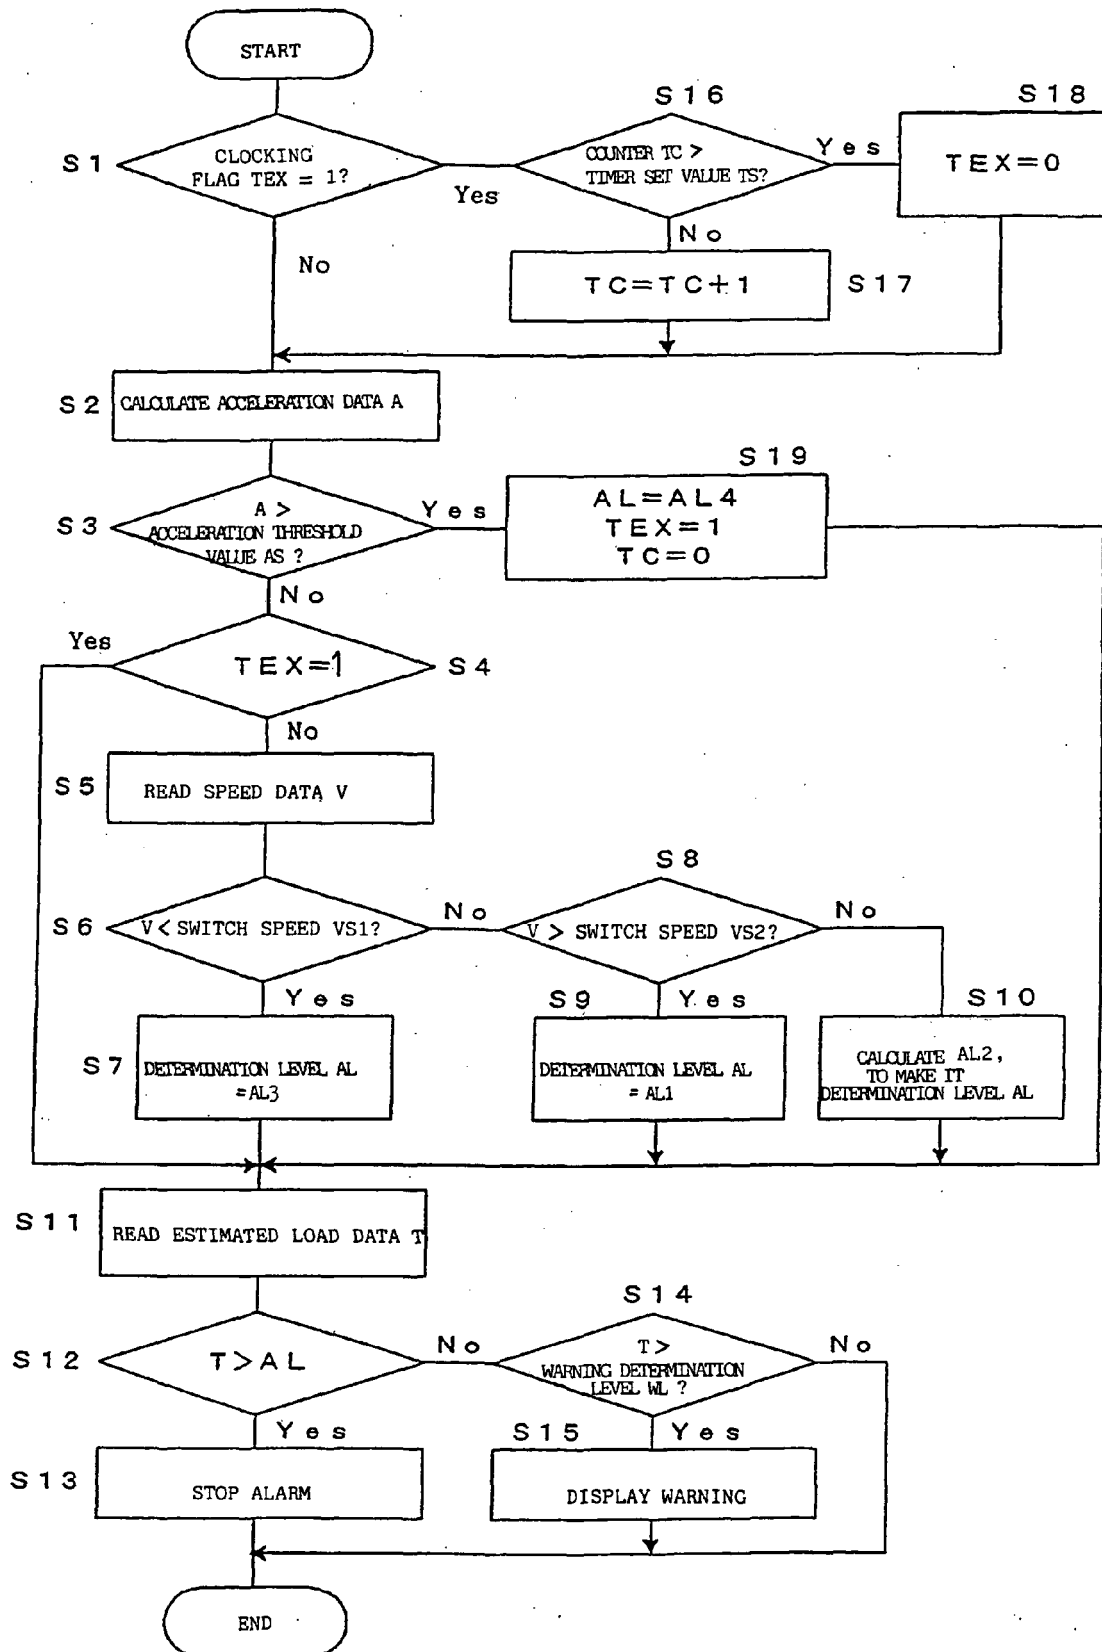 START
S16
S18
S1
CLOCKING
FLAG TEX = 1?
Yes
COUNTER TC >
TIMER SET VALUE TS?
Yes
TEX=0
No
No
TC=TC+1
S17
S2
CALCULATE ACCELERATION DATA A
S19
S3
A >
ACCELERATION THRESHOLD
VALUE AS ?
Yes
AL=AL4
TEX=1
TC=0
No
Yes
TEX=1
S4
No
S5
READ SPEED DATA V
S8
S6
V < SWITCH SPEED VS1?
No
V > SWITCH SPEED VS2?
No
Yes
S9
Yes
S10
S7
DETERMINATION LEVEL AL
=AL3
DETERMINATION LEVEL AL
= AL1
CALCULATE AL2,
TO MAKE IT
DETERMINATION LEVEL AL
S11
READ ESTIMATED LOAD DATA T
S14
S12
T>AL
No
T>
WARNING DETERMINATION
LEVEL WL ?
No
Yes
S15
Yes
S13
STOP ALARM
DISPLAY WARNING
END